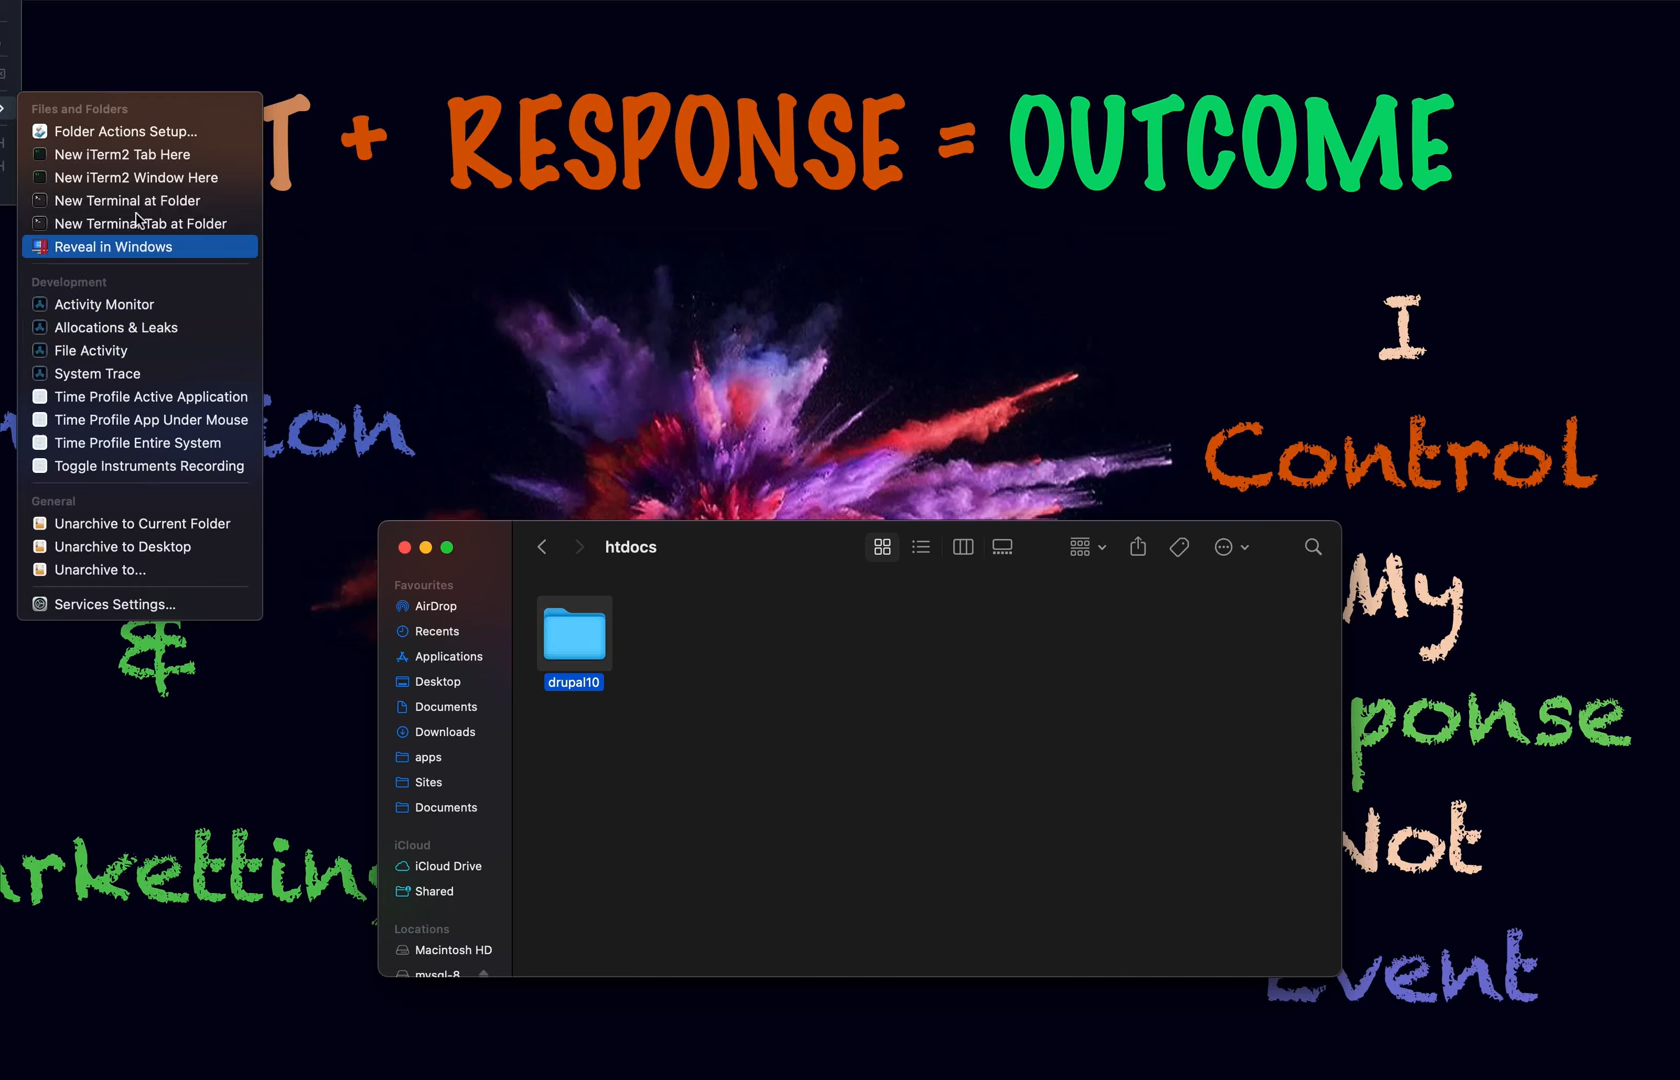 T + RESPONSE = OUTCOME
Files and Folders
Folder Actions Setup...
New iTerm2 Tab Here
New iTerm2 Window Here
New Terminal at Folder
New Terminal Tab at Folder
Reveal in Windows
Development
Activity Monitor
Allocations & Leaks
File Activity
System Trace
Time Profile Active Application
Time Profile App Under Mouse
Time Profile Entire System
Toggle Instruments Recording
General
Unarchive to Current Folder
Unarchive to Desktop
Unarchive to...
Services Settings...
ion
&
arketting
I
Control
My
ponse
Not
Event
htdocs
Favourites
AirDrop
Recents
Applications
Desktop
Documents
Downloads
apps
Sites
Documents
iCloud
iCloud Drive
Shared
Locations
Macintosh HD
mysql-8
drupal10